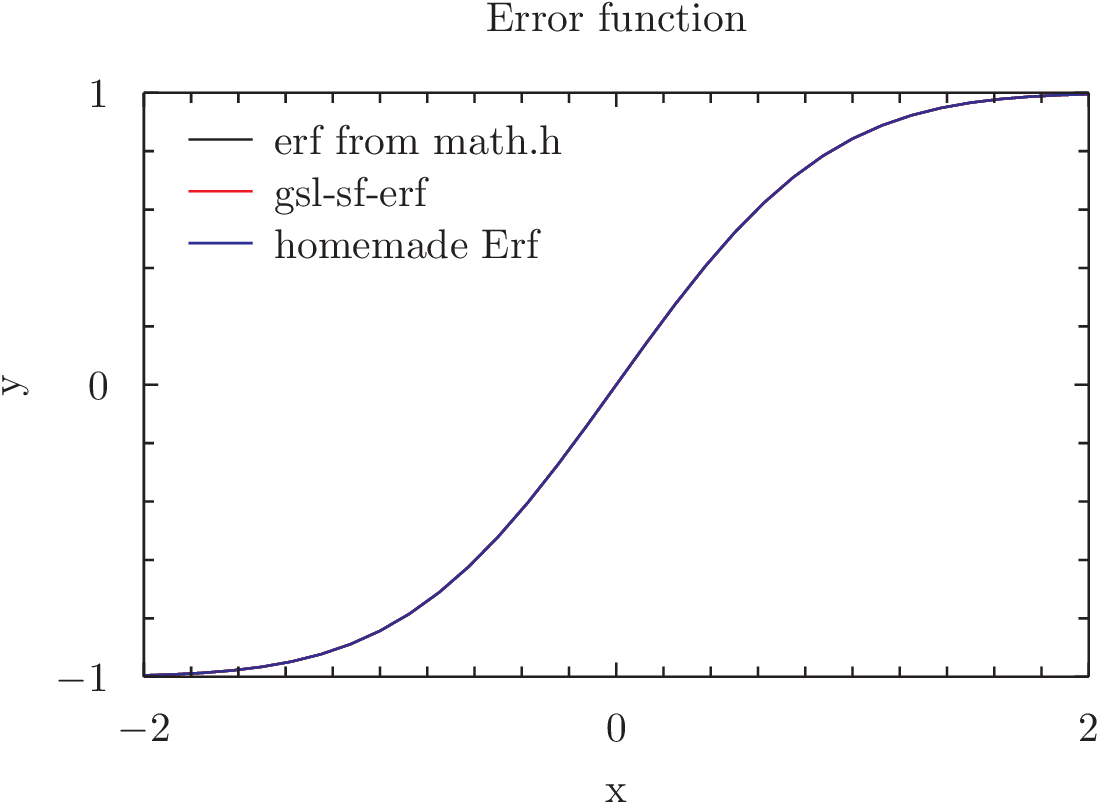 Error function
1
erf from math.h
gsl-sf-erf
homemade Erf
y
0
−1
−2 0 2
x